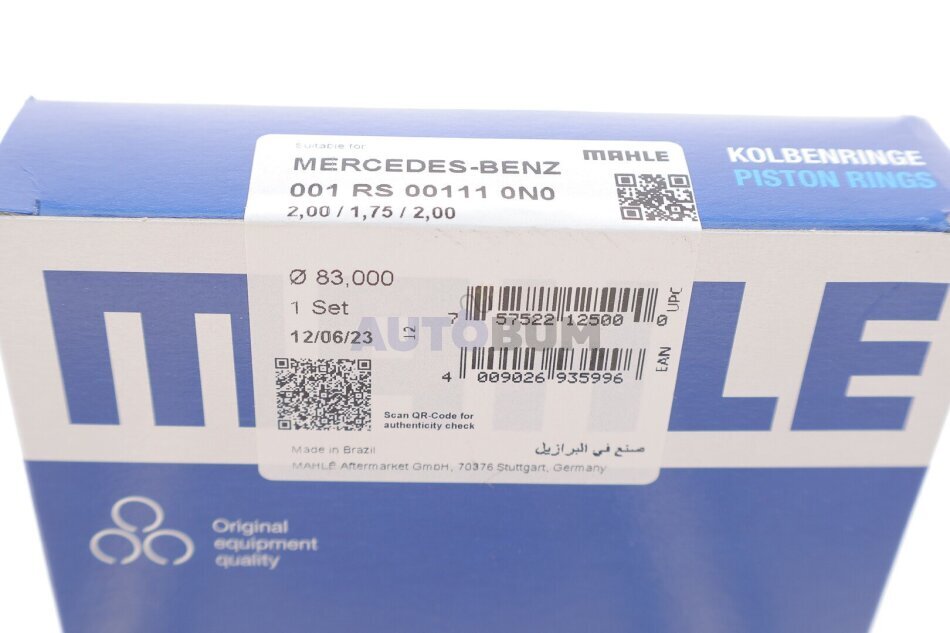 Suitable for
MERCEDES-BENZ
MAHLE
001 RS 00111 0N0
2,00 / 1,75 / 2,00
KOLBENRINGE
PISTON RINGS
Ø 83,000
1 Set
12/06/23
12
7 57522 12500 0
UPC
4 009026 935996
EAN
AUTOBUM
MAHLE
Scan QR-Code for
authenticity check
Made in Brazil
صنع في البرازيل
MAHLE Aftermarket GmbH, 70376 Stuttgart, Germany
Original
equipment
quality